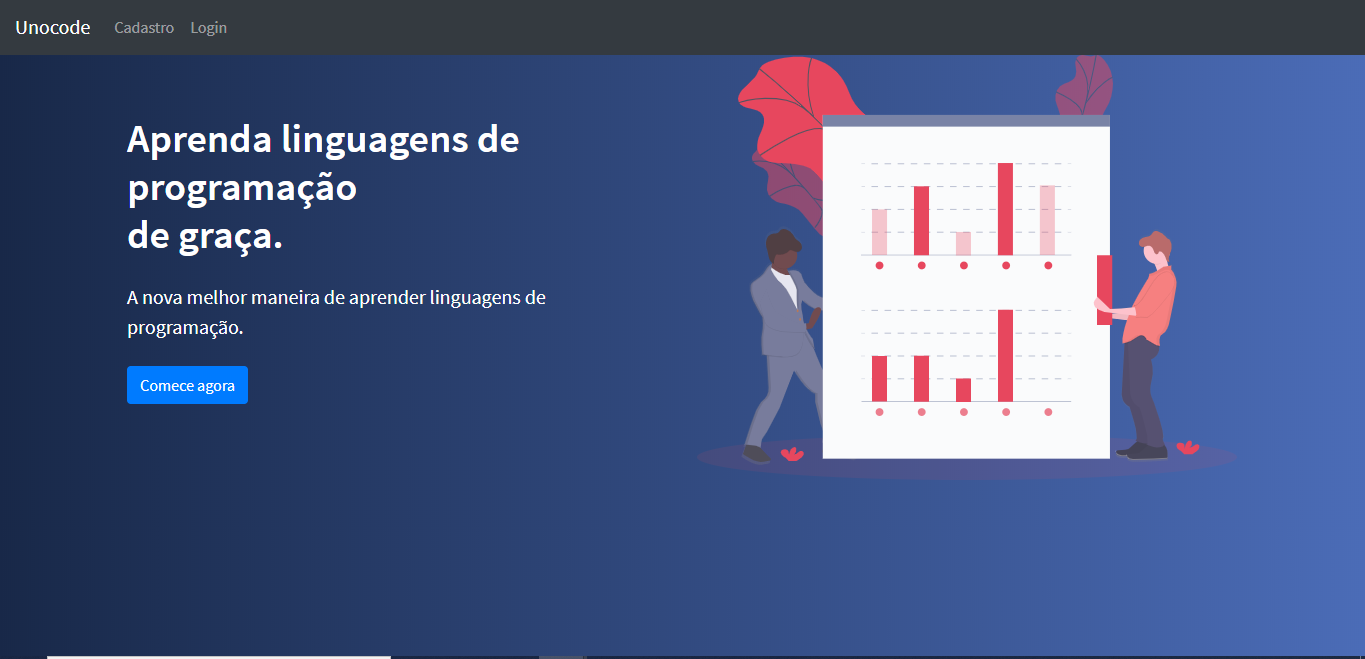 Unocode
Cadastro
Login
Aprenda linguagens de
programação
de graça.
A nova melhor maneira de aprender linguagens de
programação.
Comece agora